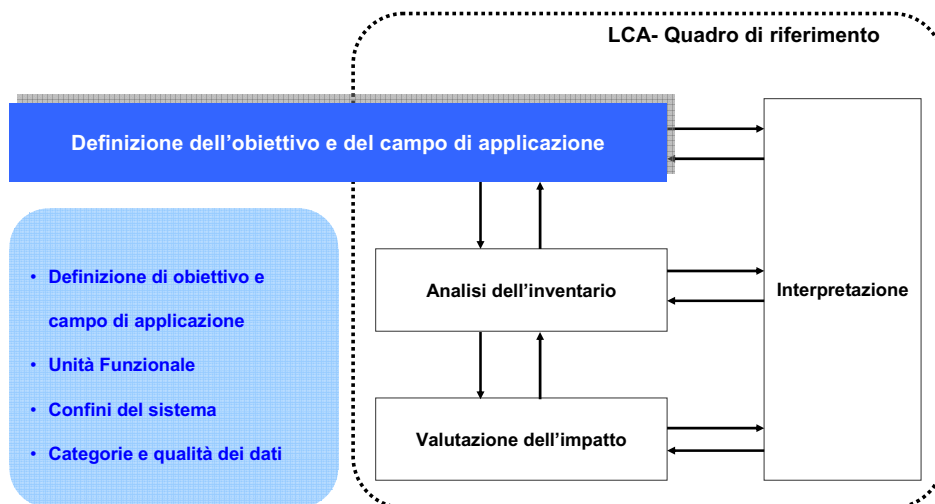 LCA- Quadro di riferimento
Definizione dell'obiettivo e del campo di applicazione
• Definizione di obiettivo e
campo di applicazione
• Unità Funzionale
• Confini del sistema
• Categorie e qualità dei dati
Analisi dell'inventario
Valutazione dell'impatto
Interpretazione